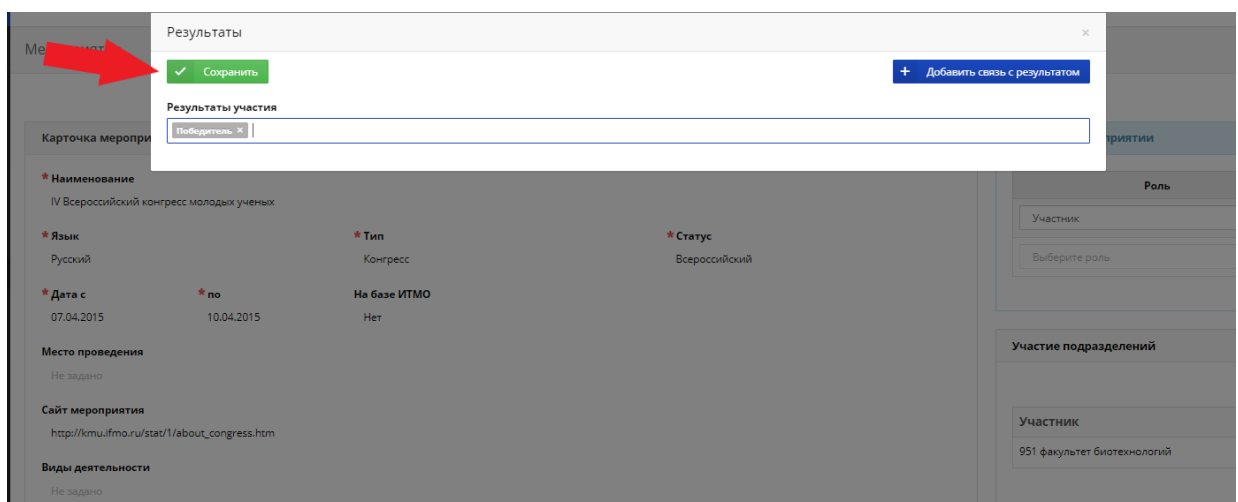 Результаты
×
Сохранить
+ Добавить связь с результатом
Результаты участия
Победитель ×
Карточка меропри
приятии
* Наименование
IV Всероссийский конгресс молодых ученых
Роль
Участник
Выберите роль
* Язык
* Тип
* Статус
Русский
Конгресс
Всероссийский
* Дата с
* по
На базе ИТМО
07.04.2015
10.04.2015
Нет
Место проведения
Не задано
Участие подразделений
Сайт мероприятия
http://kmu.ifmo.ru/stat/1/about_congress.htm
Участник
951 факультет биотехнологий
Виды деятельности
Не задано